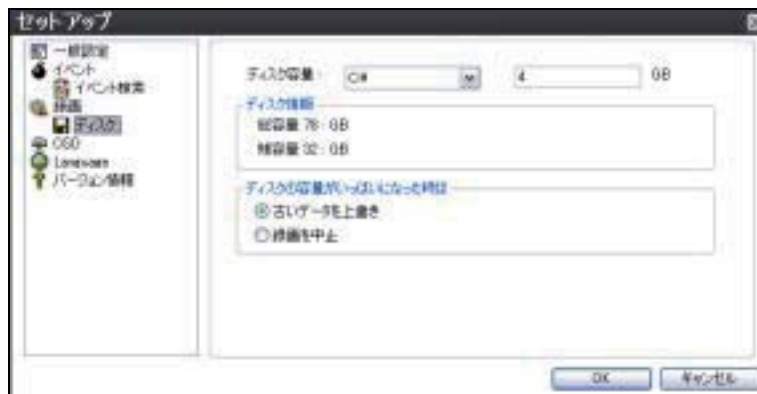 セットアップ
一般設定
イベント
イベント検索
録画
ディスク
OSD
Language
バージョン情報
ディスク容量: 4 GB
ディスク情報
総容量 78 : GB
残容量 32 : GB
ディスクの容量がいっぱいになった時は
古いデータを上書き
録画を中止
OK キャンセル